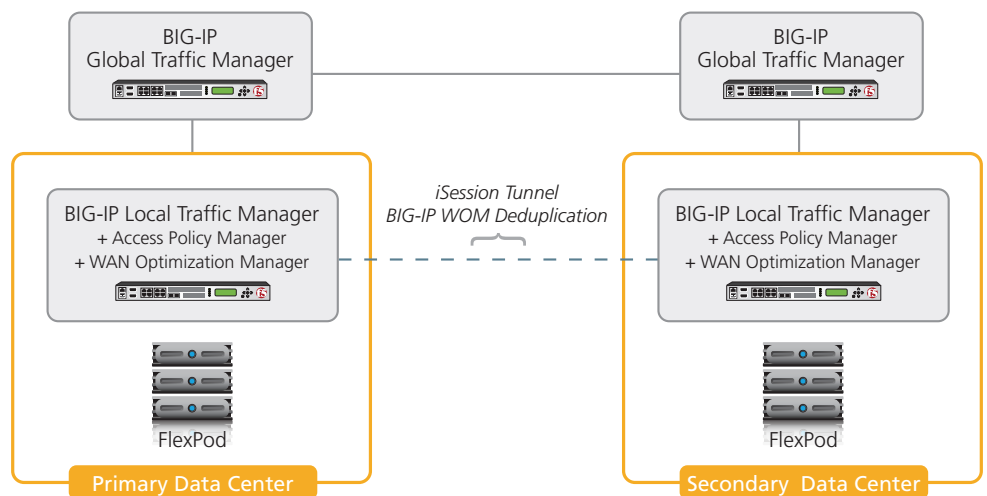 BIG-IP
Global Traffic Manager
BIG-IP
Global Traffic Manager
iSession Tunnel
BIG-IP WOM Deduplication
BIG-IP Local Traffic Manager
+ Access Policy Manager
+ WAN Optimization Manager
BIG-IP Local Traffic Manager
+ Access Policy Manager
+ WAN Optimization Manager
FlexPod
FlexPod
Primary Data Center
Secondary Data Center